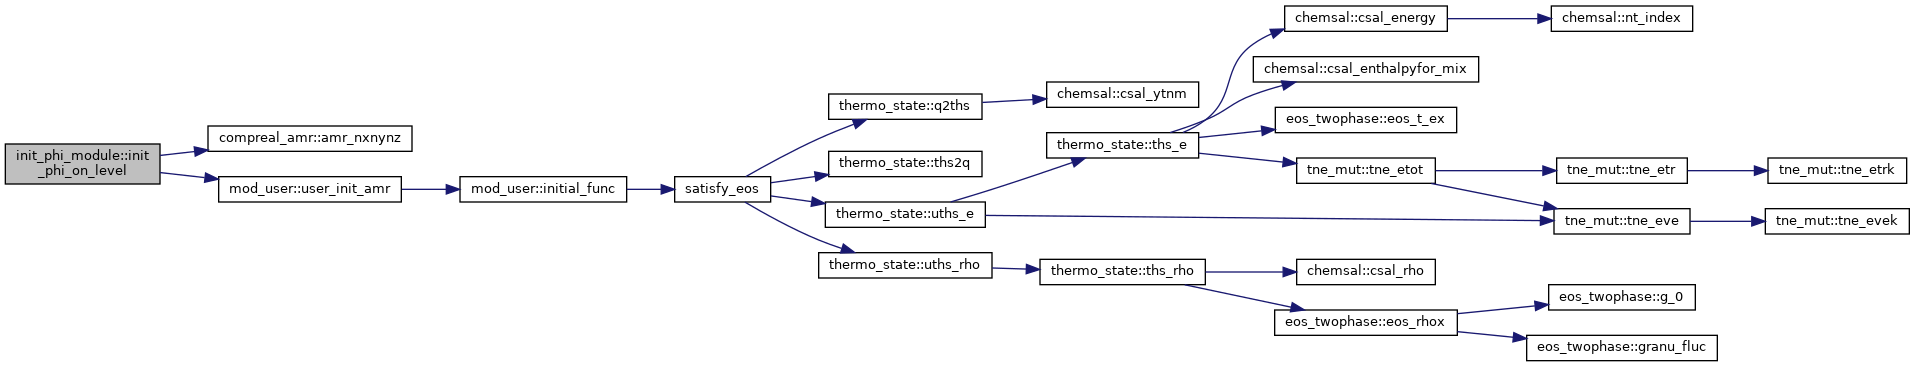 init_phi_module::init
_phi_on_level
compreal_amr::amr_nxnynz
mod_user::user_init_amr
mod_user::initial_func
satisfy_eos
thermo_state::q2ths
thermo_state::ths2q
thermo_state::uths_e
thermo_state::uths_rho
chemsal::csal_ytnm
thermo_state::ths_e
thermo_state::ths_rho
chemsal::csal_energy
chemsal::csal_enthalpyfor_mix
eos_twophase::eos_t_ex
tne_mut::tne_etot
chemsal::csal_rho
eos_twophase::eos_rhox
chemsal::nt_index
tne_mut::tne_etr
tne_mut::tne_eve
eos_twophase::g_0
eos_twophase::granu_fluc
tne_mut::tne_etrk
tne_mut::tne_evek